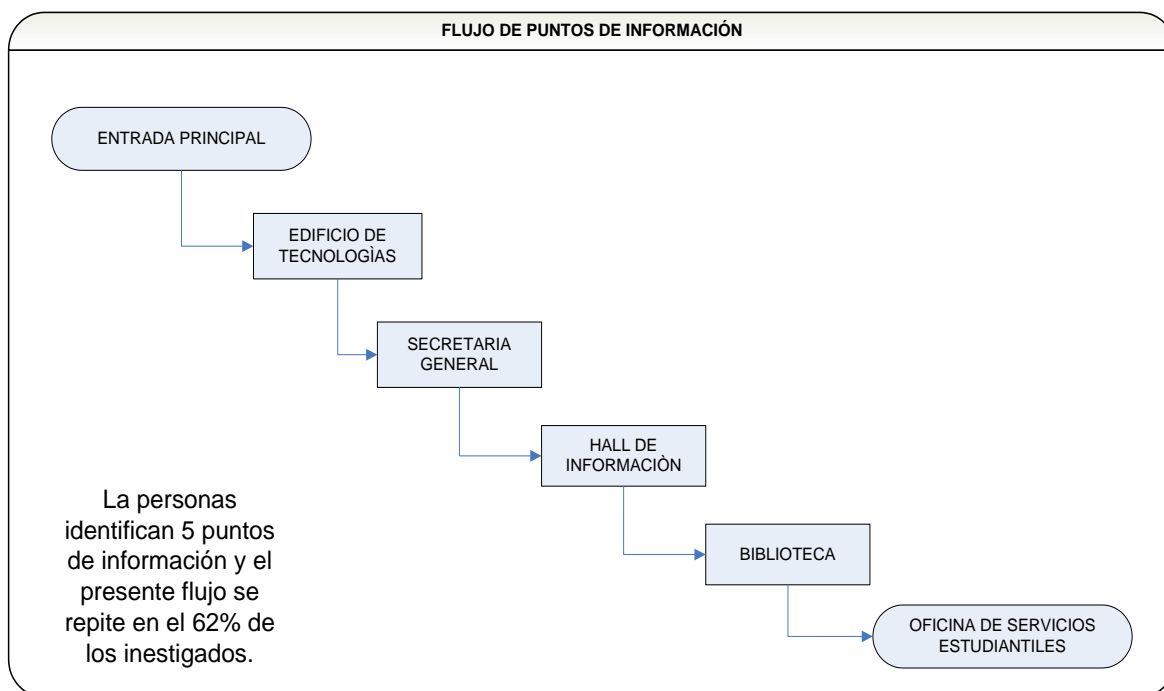 FLUJO DE PUNTOS DE INFORMACIÓN
ENTRADA PRINCIPAL
EDIFICIO DE
TECNOLOGÌAS
SECRETARIA
GENERAL
HALL DE
INFORMACIÒN
BIBLIOTECA
OFICINA DE SERVICIOS
ESTUDIANTILES
La personas
identifican 5 puntos
de información y el
presente flujo se
repite en el 62% de
los inestigados.